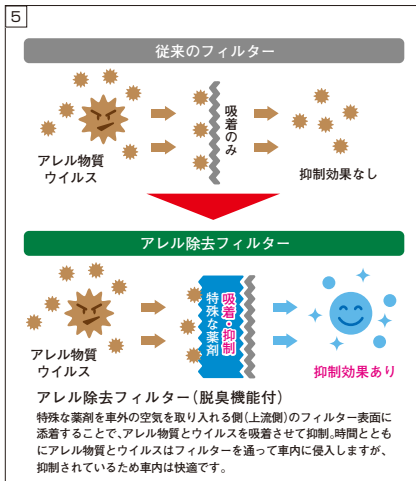 5
従来のフィルター
吸着のみ
アレル物質
ウイルス
抑制効果なし
アレル除去フィルター
吸着・抑制
特殊な薬剤
アレル物質
ウイルス
抑制効果あり
アレル除去フィルター(脱臭機能付)
特殊な薬剤を車外の空気を取り入れる側(上流側)のフィルター表面に
添着することで、アレル物質とウイルスを吸着させて抑制。時間ととも
にアレル物質とウイルスはフィルターを通って車内に侵入しますが、
抑制されているため車内は快適です。